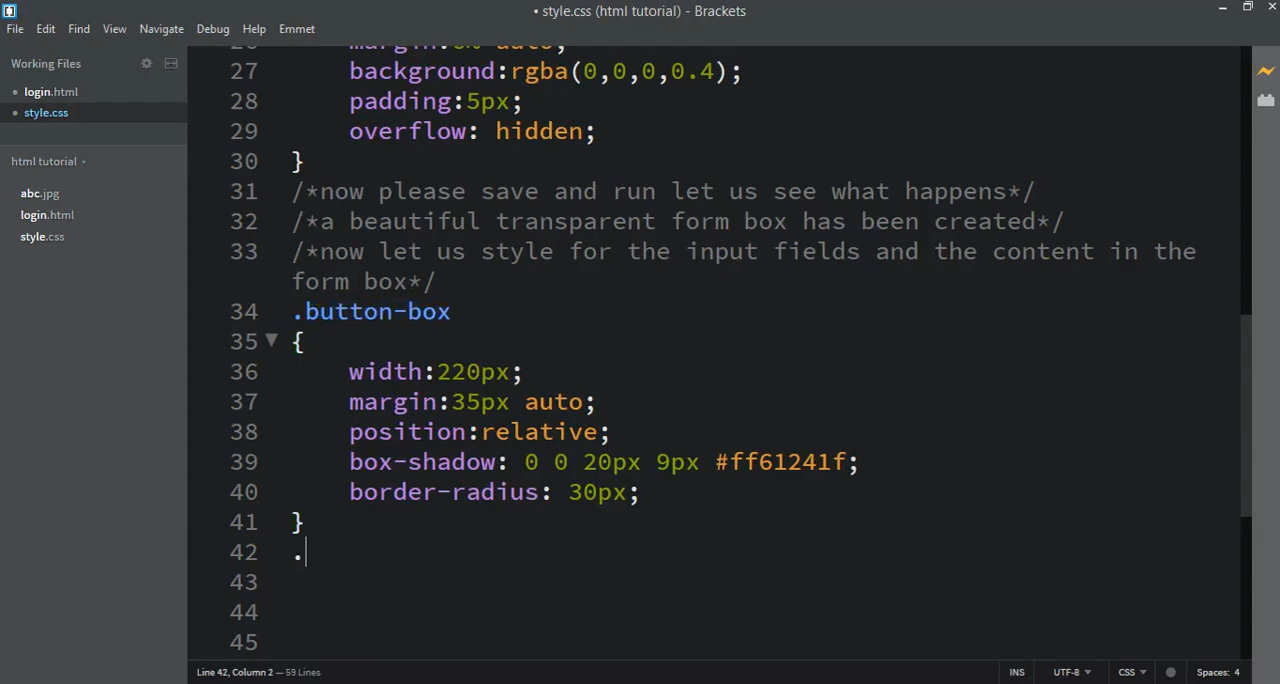 • style.css (html tutorial) - Brackets
File Edit Find View Navigate Debug Help Emmet
Working Files
login.html
style.css
html tutorial
abc.jpg
login.html
style.css
27 background:rgba(0,0,0,0.4);
28 padding:5px;
29 overflow: hidden;
30 }
31 /*now please save and run let us see what happens*/
32 /*a beautiful transparent form box has been created*/
33 /*now let us style for the input fields and the content in the
form box*/
34 .button-box
35 {
36 width:220px;
37 margin:35px auto;
38 position:relative;
39 box-shadow: 0 0 20px 9px #ff61241f;
40 border-radius: 30px;
41 }
42 .
43
44
45
Line 42, Column 2 — 59 Lines INS UTF-8 CSS Spaces: 4